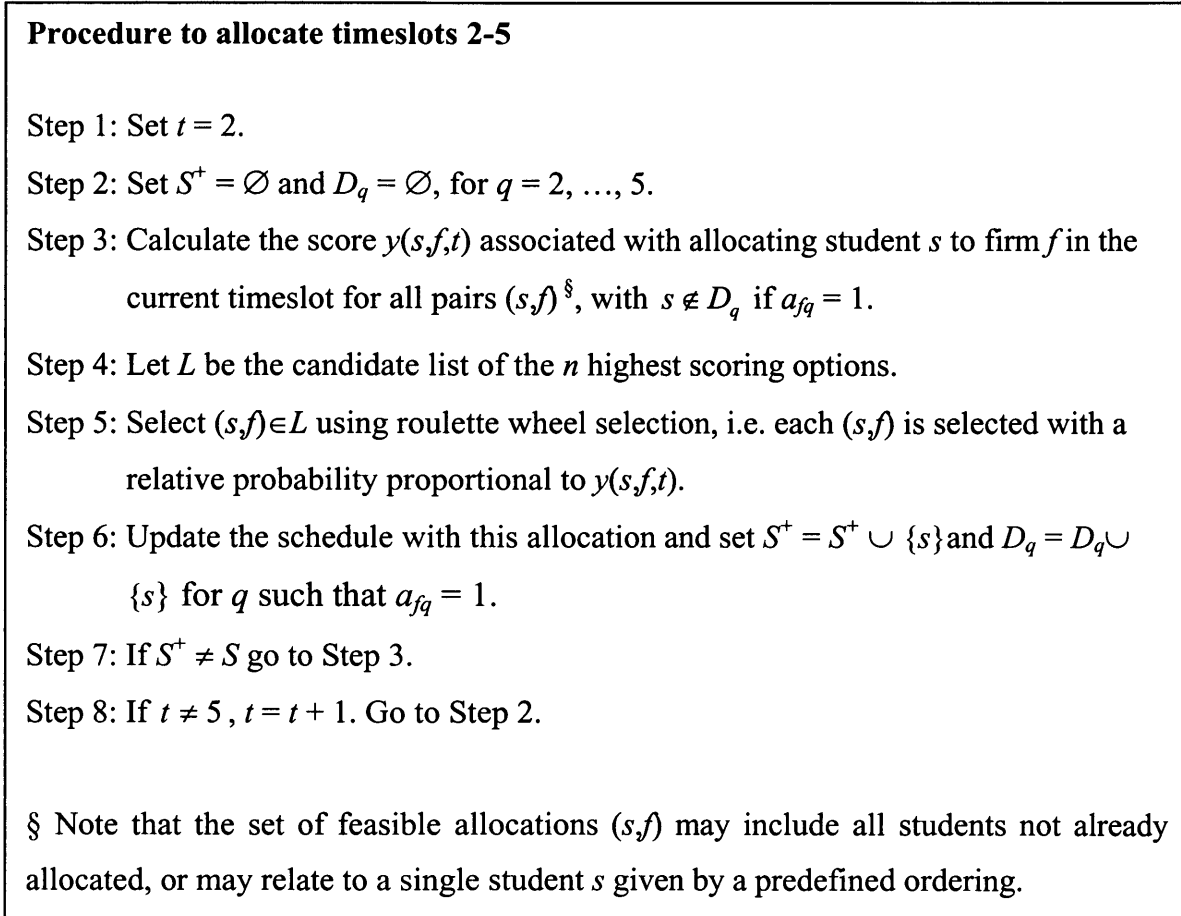 Procedure to allocate timeslots 2-5
Step 1: Set t = 2.
Step 2: Set S⁺ = ∅ and D_q = ∅, for q = 2, ..., 5.
Step 3: Calculate the score y(s,f,t) associated with allocating student s to firm f in the
current timeslot for all pairs (s,f) §, with s ∉ D_q if a_fq = 1.
Step 4: Let L be the candidate list of the n highest scoring options.
Step 5: Select (s,f)∈L using roulette wheel selection, i.e. each (s,f) is selected with a
relative probability proportional to y(s,f,t).
Step 6: Update the schedule with this allocation and set S⁺ = S⁺ ∪ {s}and D_q = D_q∪
{s} for q such that a_fq = 1.
Step 7: If S⁺ ≠ S go to Step 3.
Step 8: If t ≠ 5 , t = t + 1. Go to Step 2.
§ Note that the set of feasible allocations (s,f) may include all students not already
allocated, or may relate to a single student s given by a predefined ordering.